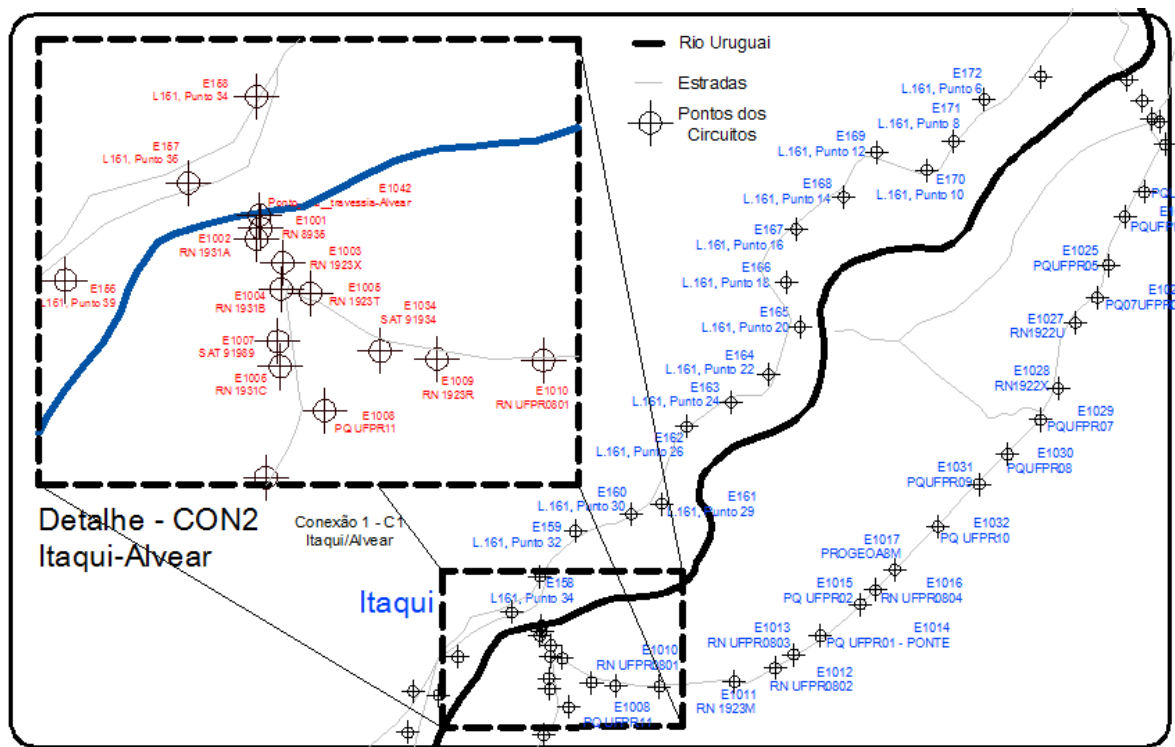 Rio Uruguai
Estradas
Pontos dos
Circuitos
E158
L161, Punto 34
E157
L161, Punto 36
E1042
E1001
RN 8936
E1002
RN 1931A
E1003
RN 1923X
E156
L161, Punto 39
E1004
RN 1931B
E1005
RN 1923T
E1034
SAT 91934
E1007
SAT 91989
E1006
RN 1931C
E1009
RN 1923R
E1010
RN UFPR0801
E1008
PQ UFPR11
Detalhe - CON2
Itaqui-Alvear
Conexão 1 - C1
Itaqui/Alvear
Itaqui
E172
L.161, Punto 6
E171
L.161, Punto 8
E169
L.161, Punto 12
E170
L.161, Punto 10
E168
L.161, Punto 14
E167
L.161, Punto 16
E166
L.161, Punto 18
E165
L.161, Punto 20
E164
L.161, Punto 22
E163
L.161, Punto 24
E162
L.161, Punto 26
E160
L.161, Punto 30
E161
L.161, Punto 29
E159
L.161, Punto 32
E158
L161, Punto 34
E1025
PQUFPR05
E1027
RN1922U
E1028
RN1922X
E1029
PQUFPR07
E1030
PQUFPR08
E1031
PQUFPR09
E1032
PQ UFPR10
E1017
PROGEOA8M
E1015
PQ UFPR02
E1016
RN UFPR0804
E1013
RN UFPR0803
E1014
PQ UFPR01 - PONTE
E1010
RN UFPR0801
E1012
RN UFPR0802
E1011
RN 1923M
E1008
PQ UFPR11